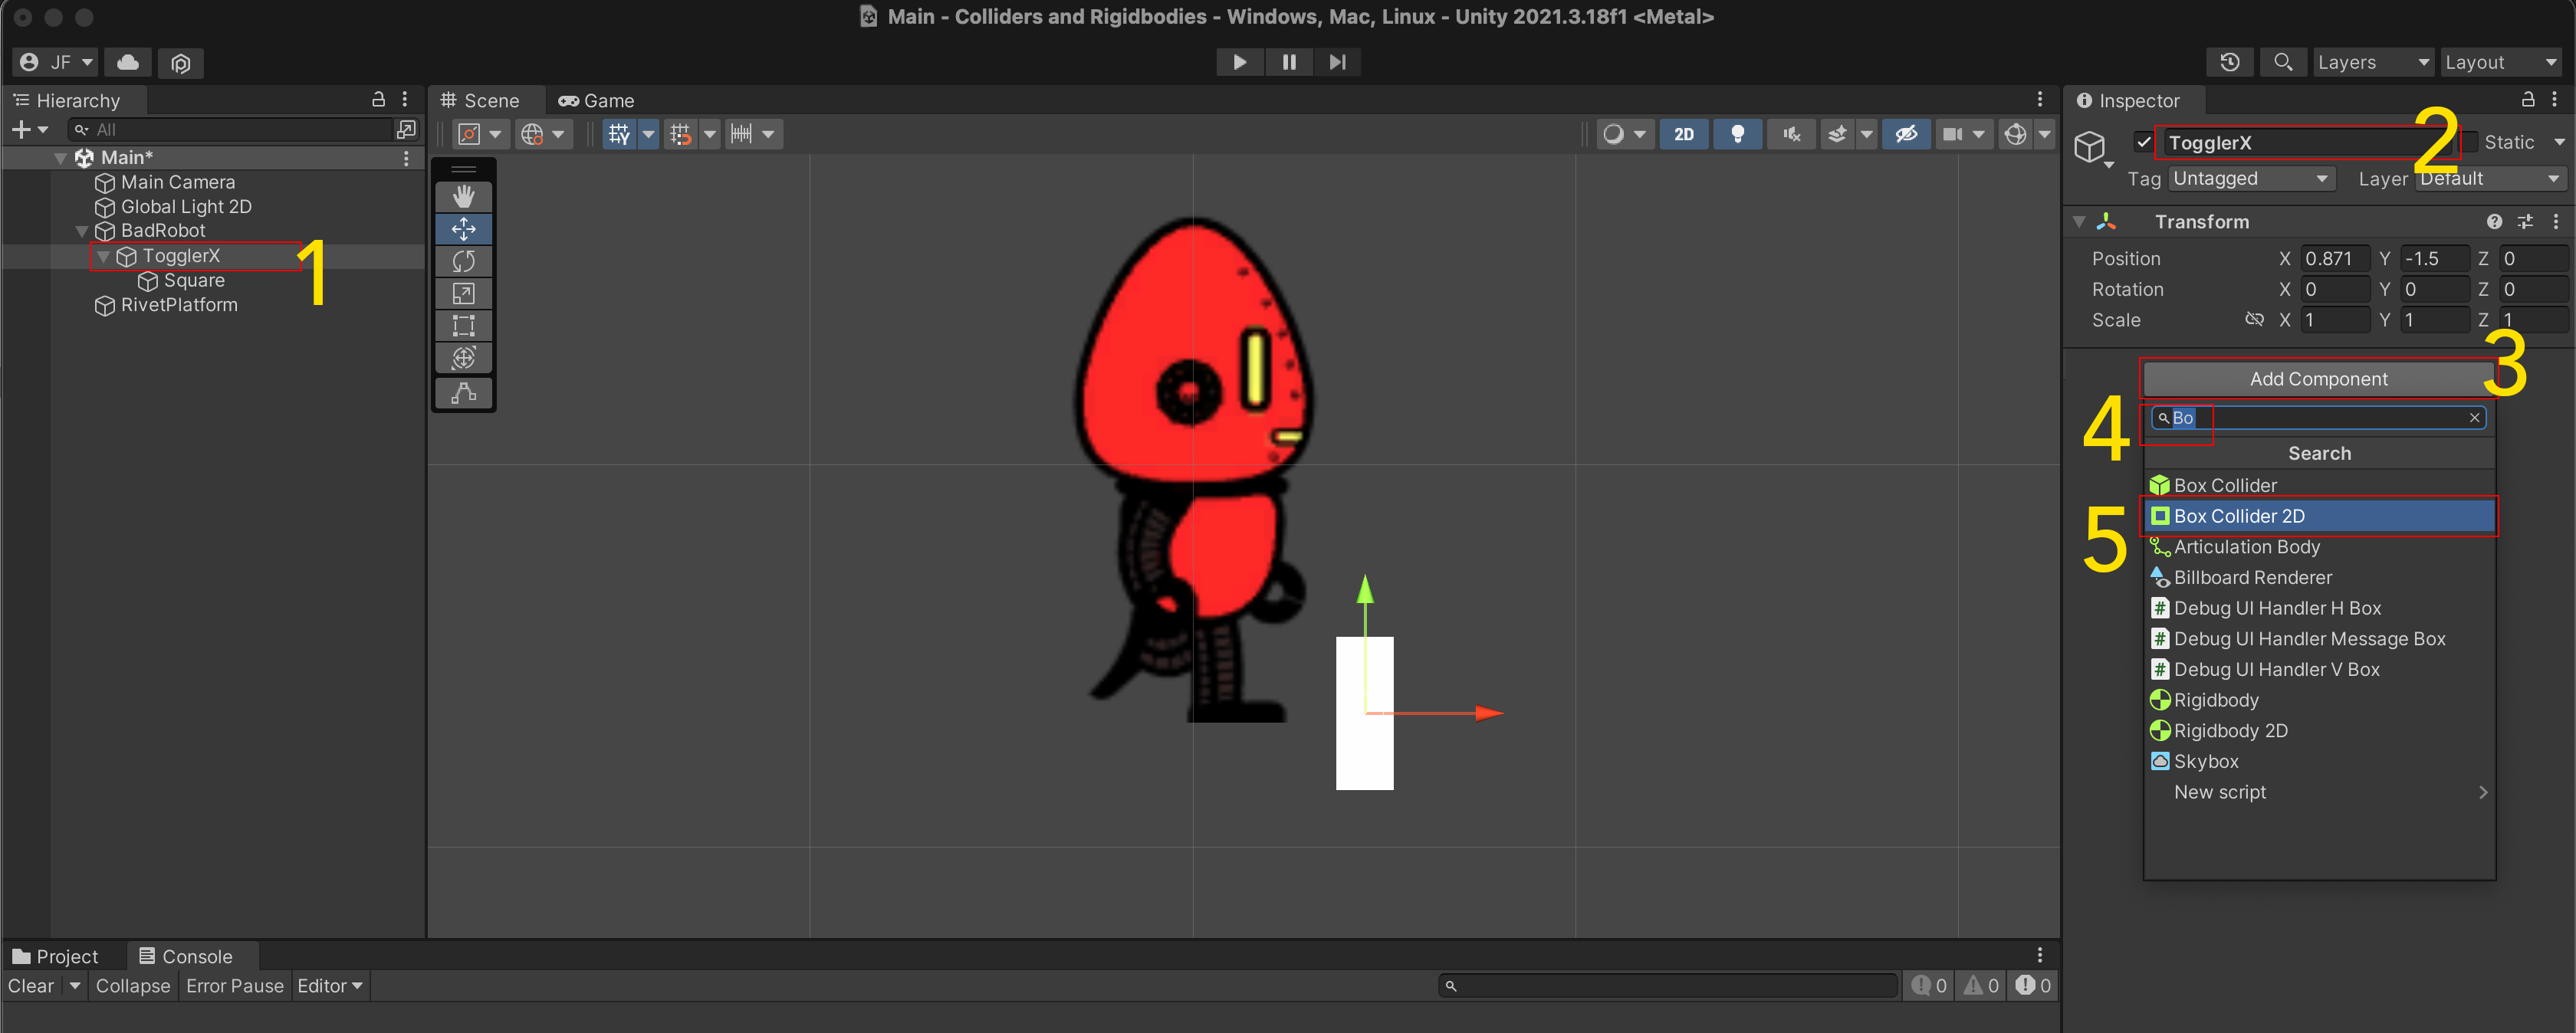 Main - Colliders and Rigidbodies - Windows, Mac, Linux - Unity 2021.3.18f1 <Metal>
JF
Layers
Layout
Hierarchy
All
Main*
Main Camera
Global Light 2D
BadRobot
TogglerX
1
Square
RivetPlatform
Scene
Game
2D
Inspector
TogglerX
2
Static
Tag
Untagged
Layer
Default
Transform
Position X 0.871 Y -1.5 Z 0
Rotation X 0 Y 0 Z 0
Scale X 1 Y 1 Z 1
Add Component
3
4
Bo
Search
Box Collider
5
Box Collider 2D
Articulation Body
Billboard Renderer
Debug UI Handler H Box
Debug UI Handler Message Box
Debug UI Handler V Box
Rigidbody
Rigidbody 2D
Skybox
New script
Project
Console
Clear
Collapse
Error Pause
Editor
0
0
0